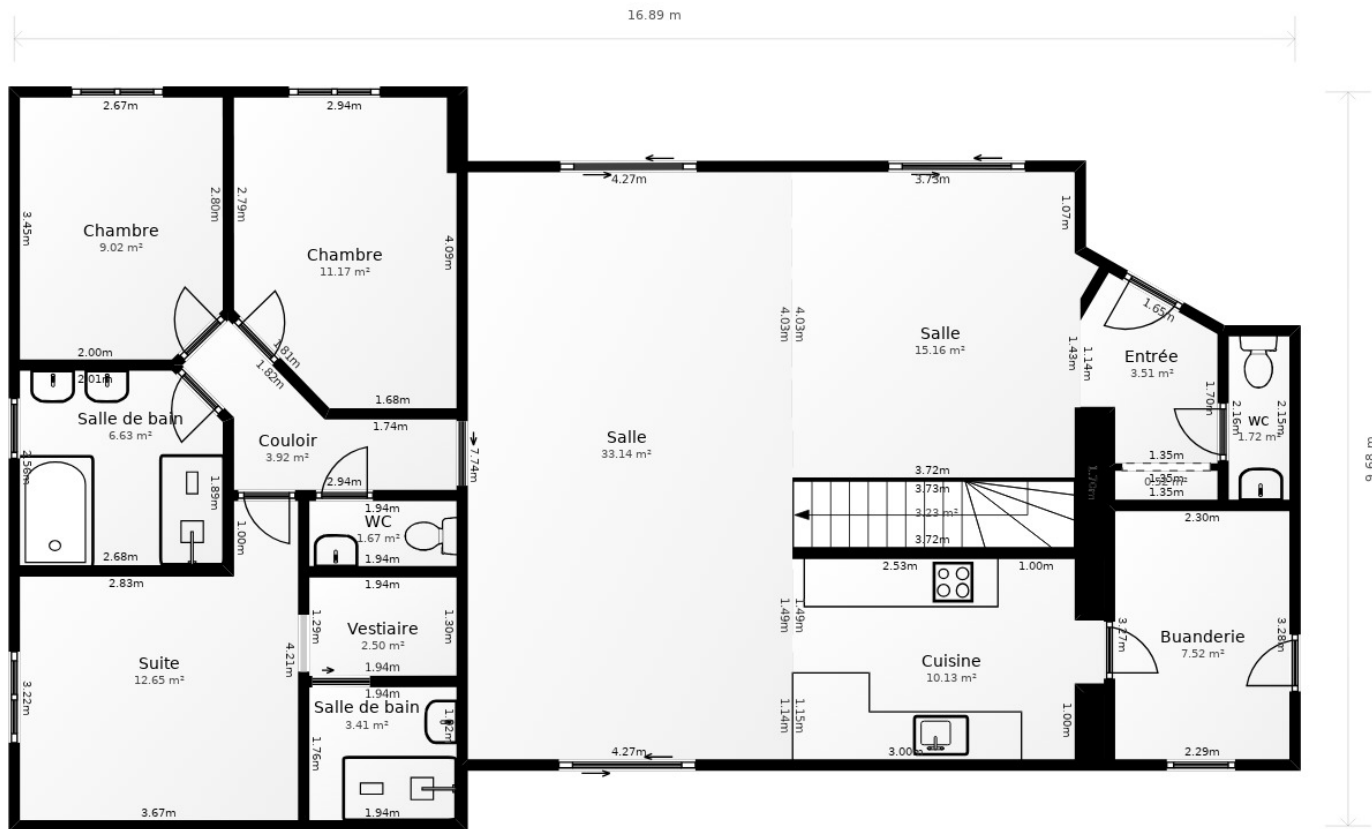 16.89 m
2.67m
2.94m
4.27m
3.73m
3.45m
2.80m
2.79m
4.09m
1.07m
Chambre
9.02 m²
Chambre
11.17 m²
4.03m
4.03m
Salle
15.16 m²
1.65m
1.43m
1.14m
Entrée
3.51 m²
2.00m
2.01m
1.81m
1.82m
1.68m
1.70m
2.16m
2.15m
WC
1.72 m²
Salle de bain
6.63 m²
1.74m
Couloir
3.92 m²
7.74m
Salle
33.14 m²
2.56m
1.89m
2.94m
3.72m
3.73m
3.23 m²
3.72m
1.70m
1.35m
1.35m
1.35m
1.00m
1.94m
WC
1.67 m²
1.94m
2.68m
2.83m
1.94m
2.30m
2.53m
1.00m
1.49m
1.49m
1.29m
1.30m
Vestiaire
2.50 m²
1.94m
3.27m
3.28m
Buanderie
7.52 m²
Suite
12.65 m²
4.21m
3.22m
Cuisine
10.13 m²
1.94m
Salle de bain
3.41 m²
1.76m
1.14m
1.15m
1.00m
3.67m
1.94m
4.27m
3.00m
2.29m